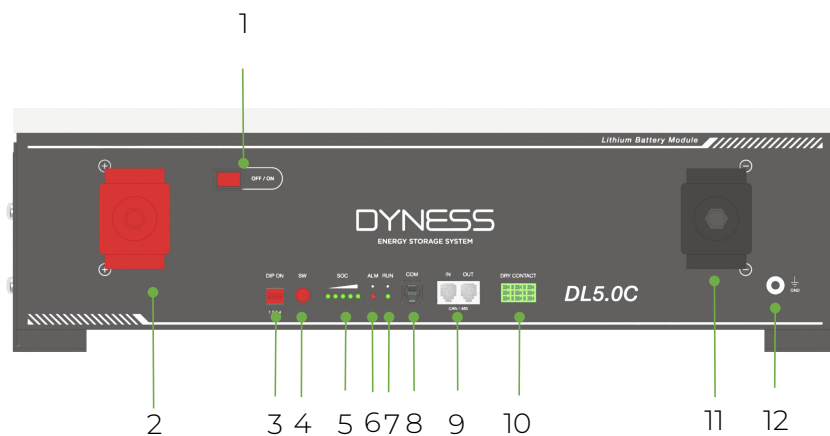 1
Lithium Battery Module
OFF / ON
DYNESS
ENERGY STORAGE SYSTEM
DIP ON SW SOC ALM RUN COM IN OUT DRY CONTACT
CAN / 485
DL5.0C
GND
2 3 4 5 6 7 8 9 10 11 12